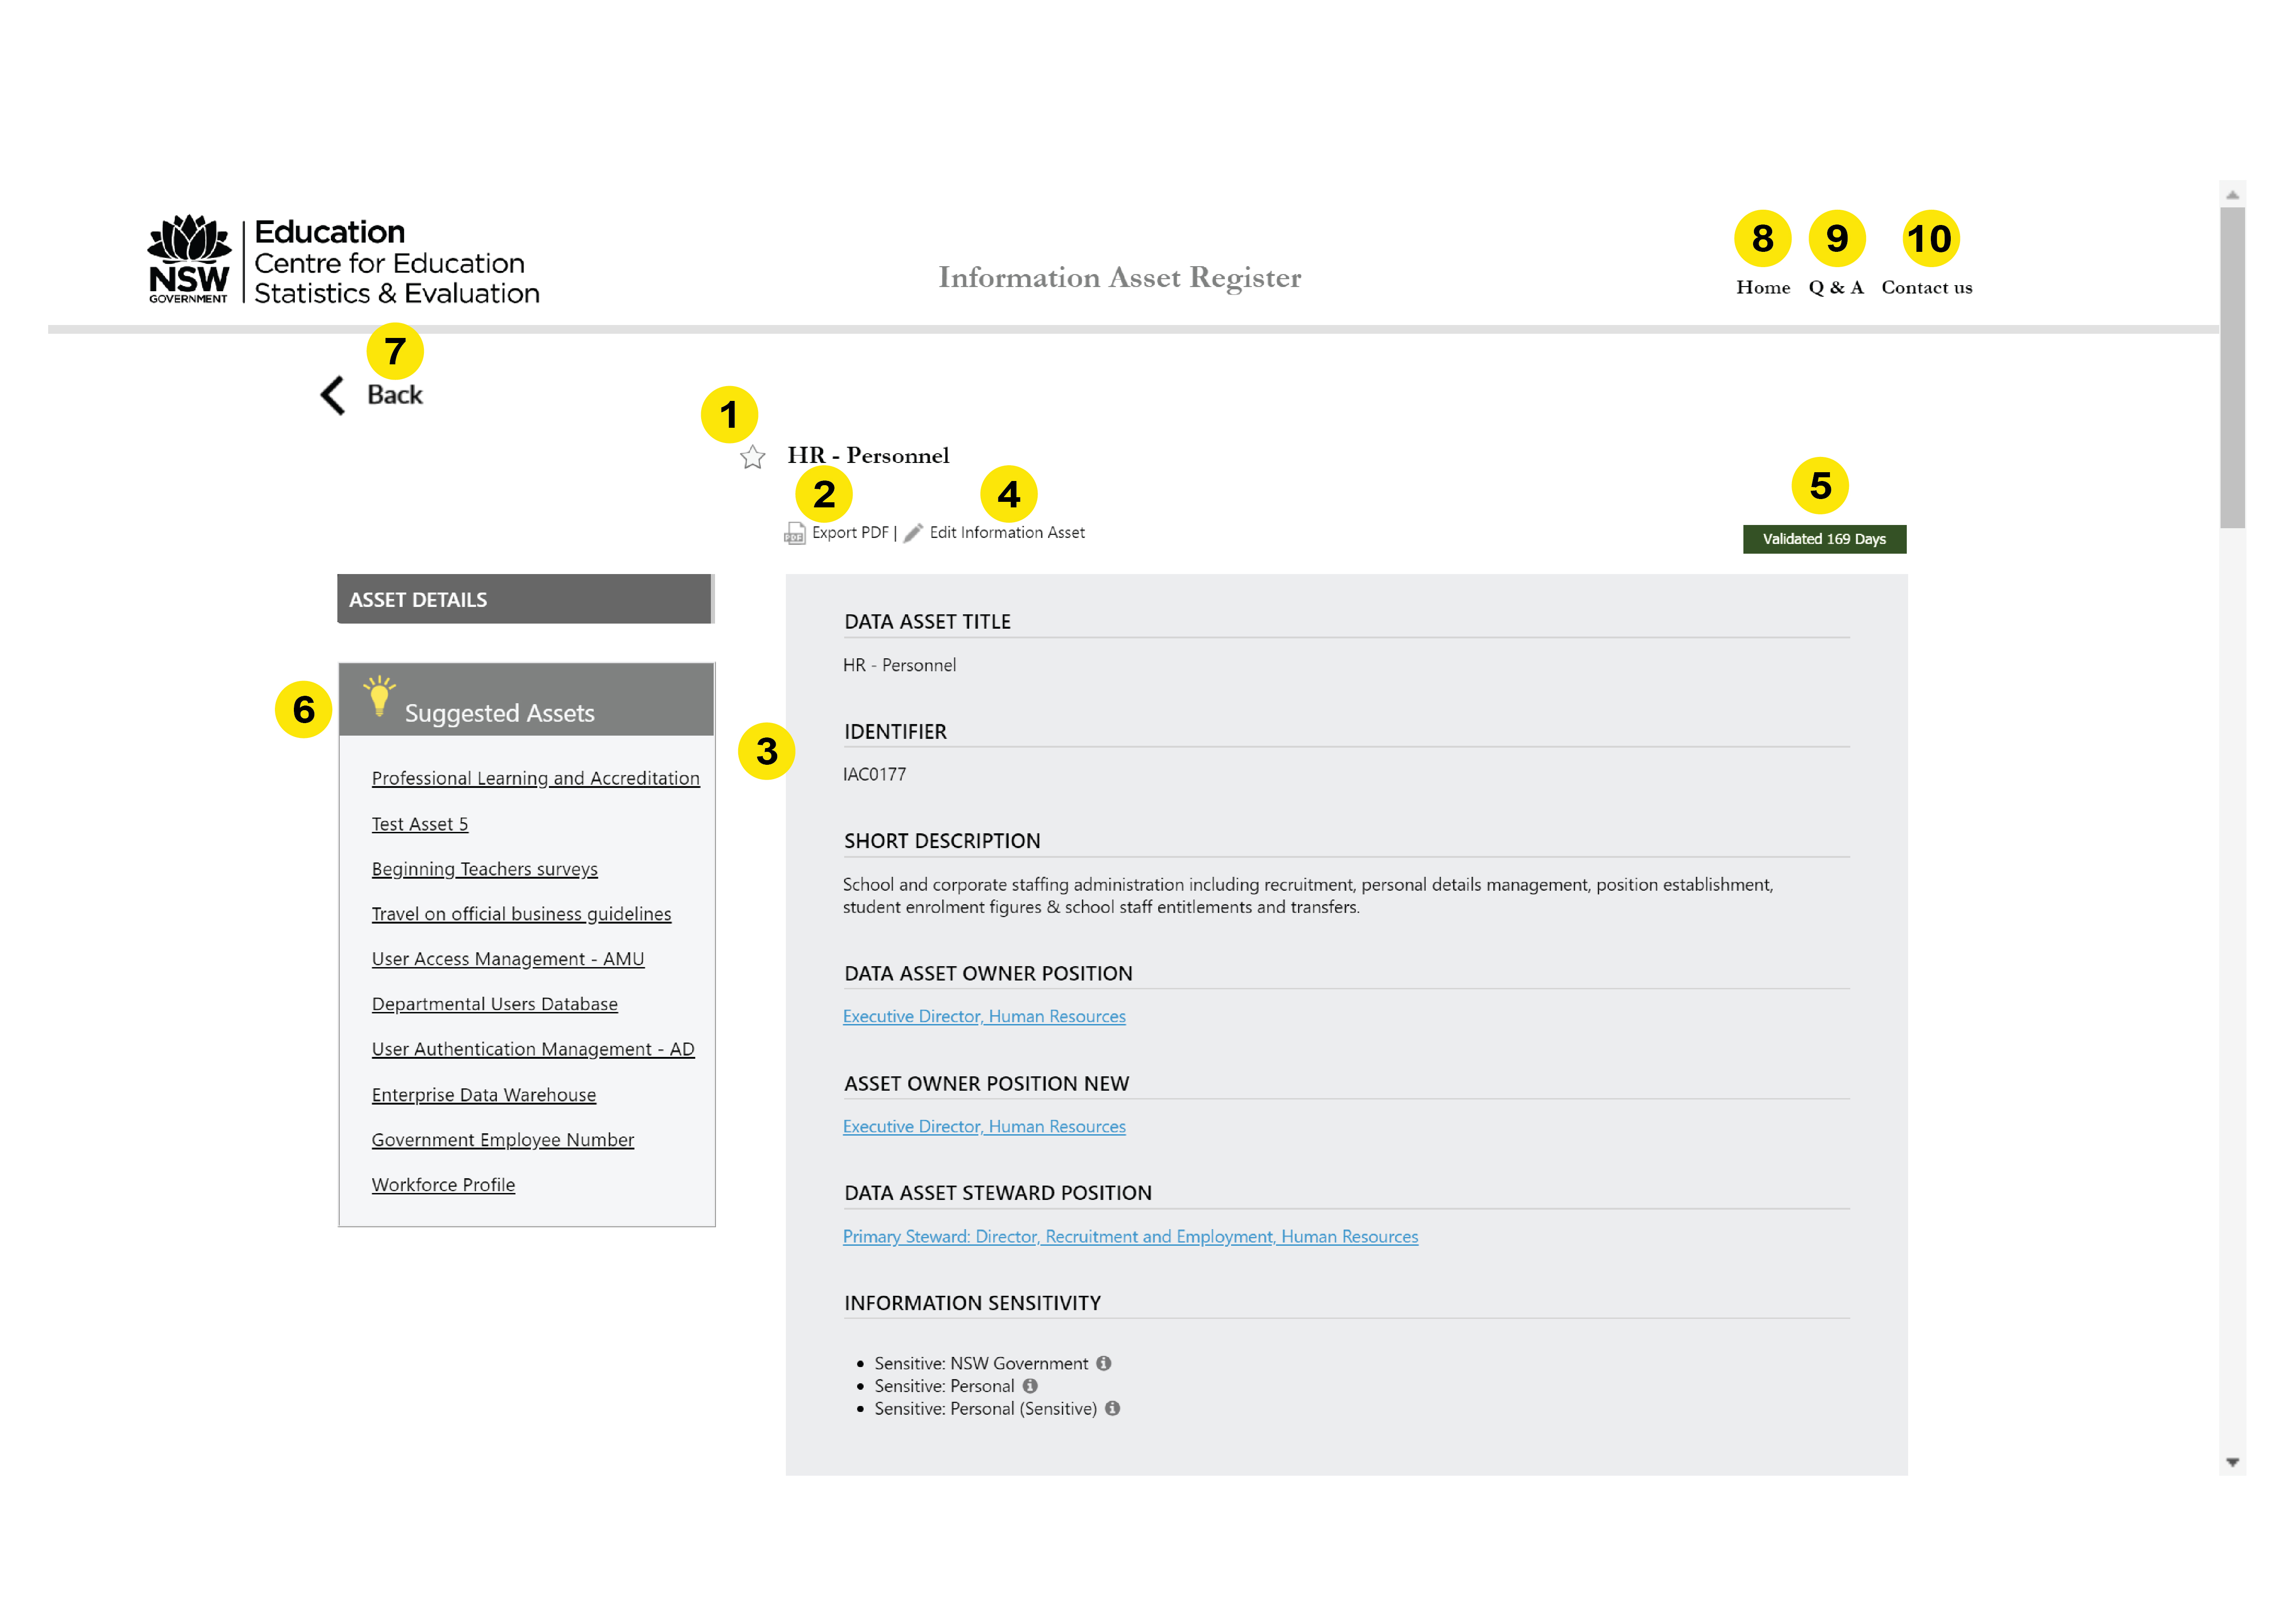 Education
Centre for Education
Statistics & Evaluation
NSW
GOVERNMENT
Information Asset Register
8
9
10
Home
Q & A
Contact us
7
Back
1
HR - Personnel
2
4
5
Export PDF | Edit Information Asset
Validated 169 Days
ASSET DETAILS
6
Suggested Assets
Professional Learning and Accreditation
Test Asset 5
Beginning Teachers surveys
Travel on official business guidelines
User Access Management - AMU
Departmental Users Database
User Authentication Management - AD
Enterprise Data Warehouse
Government Employee Number
Workforce Profile
3
DATA ASSET TITLE
HR - Personnel
IDENTIFIER
IAC0177
SHORT DESCRIPTION
School and corporate staffing administration including recruitment, personal details management, position establishment,
student enrolment figures & school staff entitlements and transfers.
DATA ASSET OWNER POSITION
Executive Director, Human Resources
ASSET OWNER POSITION NEW
Executive Director, Human Resources
DATA ASSET STEWARD POSITION
Primary Steward: Director, Recruitment and Employment, Human Resources
INFORMATION SENSITIVITY
• Sensitive: NSW Government
• Sensitive: Personal
• Sensitive: Personal (Sensitive)